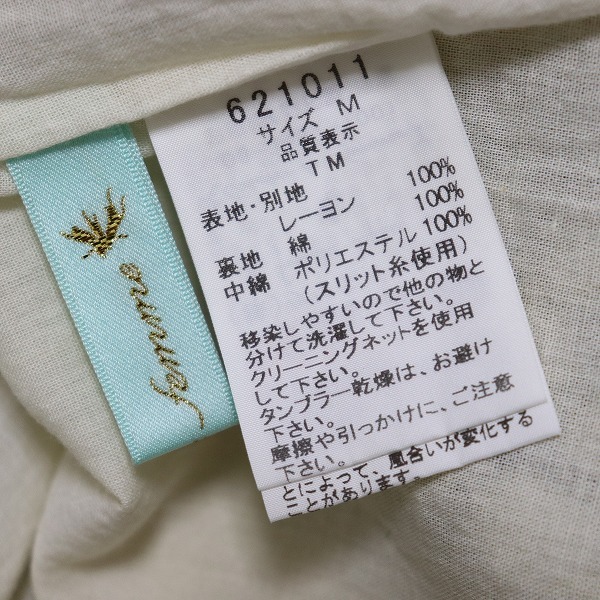 femme
621011
サイズ M
品質表示
TM
表地・別地
レーヨン 100%
裏地 綿 100%
中綿 ポリエステル 100%
(スリット糸使用)
移染しやすいので他の物と
分けて洗濯して下さい。
クリーニングネットを使用
して下さい。
タンブラー乾燥は、お避け
下さい。
摩擦や引っかけに、ご注意
下さい。
とによって、風合いが変化する
ことがあります。